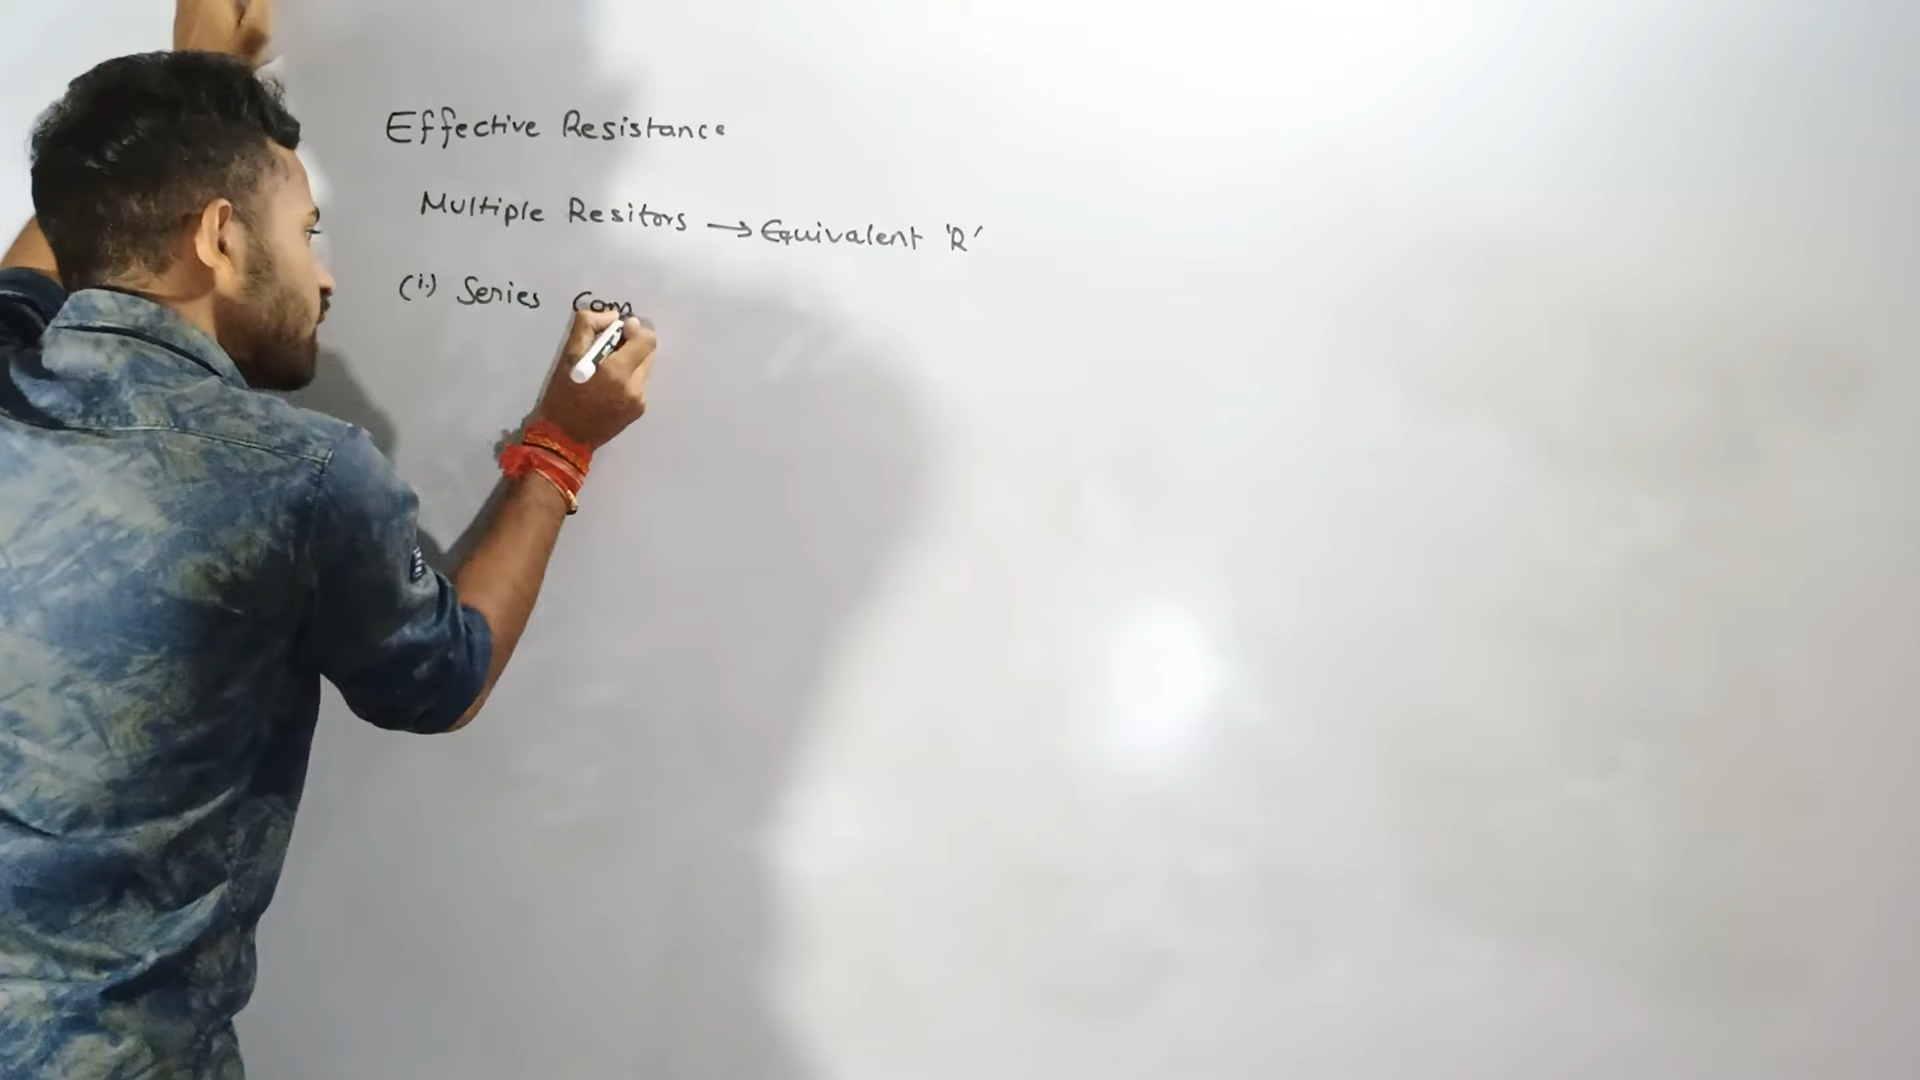 Effective Resistance
Multiple Resitors → Equivalent 'R'
(i.) Series Com